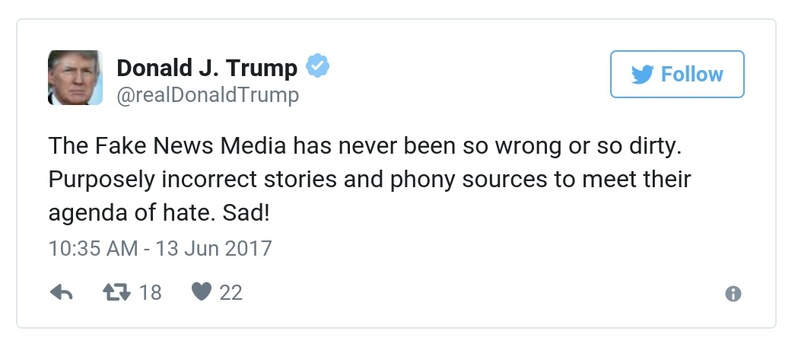 Donald J. Trump
@realDonaldTrump
Follow
The Fake News Media has never been so wrong or so dirty.
Purposely incorrect stories and phony sources to meet their
agenda of hate. Sad!
10:35 AM - 13 Jun 2017
18 22